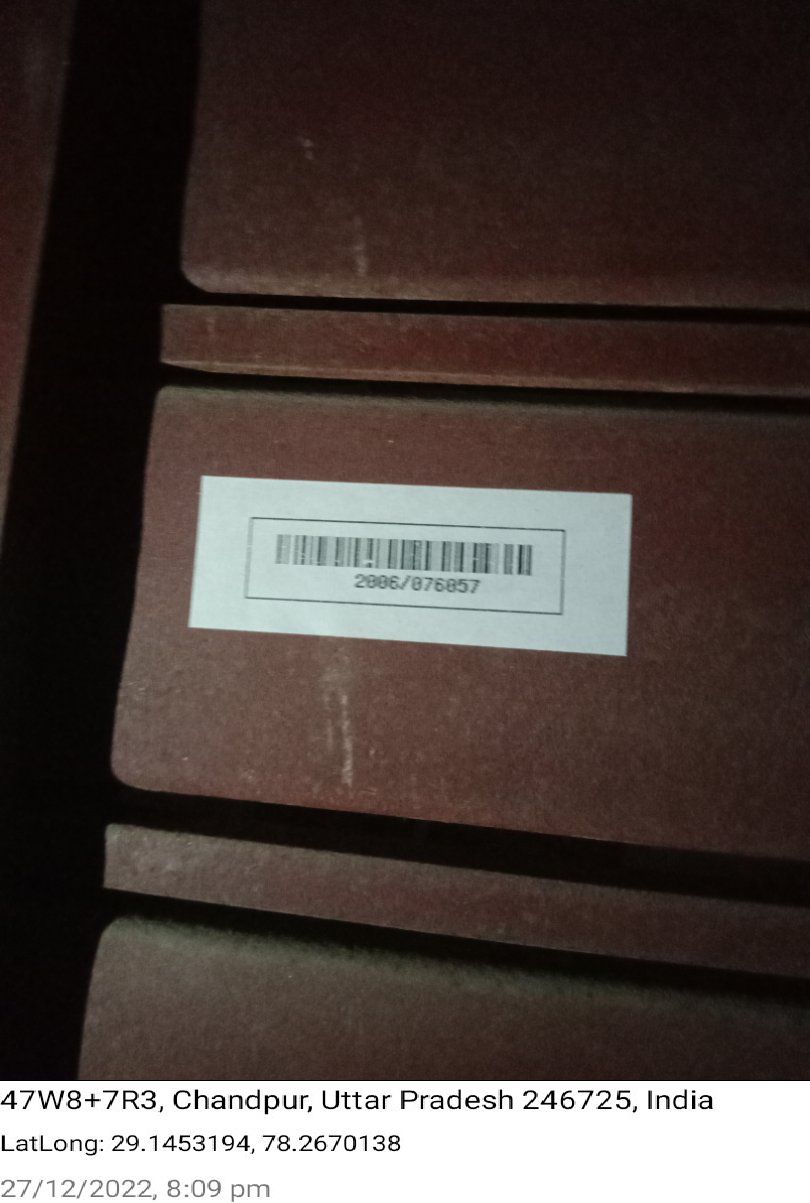 2006/076057
47W8+7R3, Chandpur, Uttar Pradesh 246725, India
LatLong: 29.1453194, 78.2670138
27/12/2022, 8:09 pm